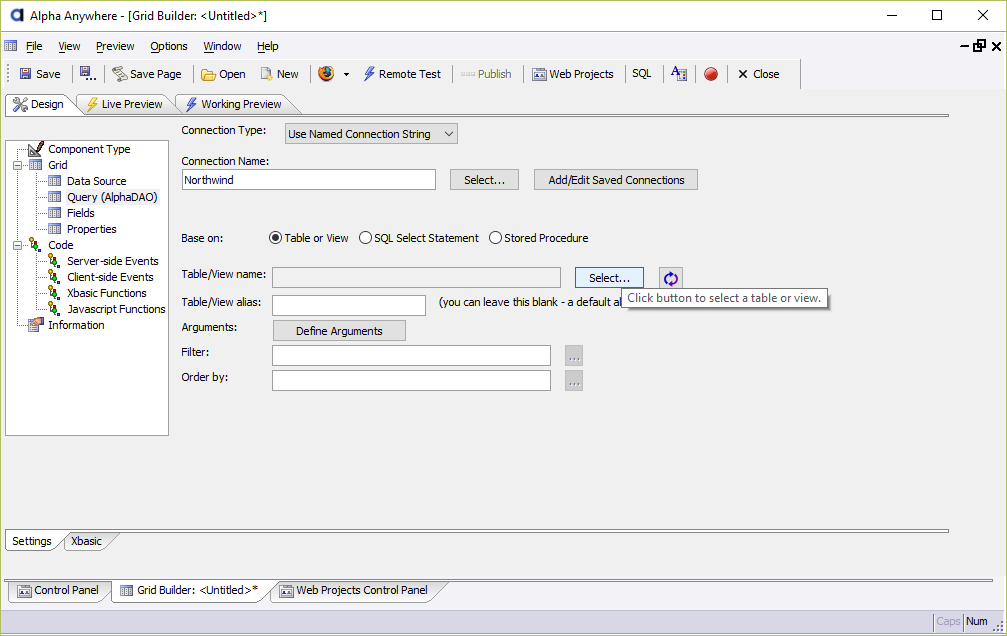 Alpha Anywhere - [Grid Builder: <Untitled>*]
File View Preview Options Window Help
Save Save Page Open New Remote Test Publish Web Projects SQL Close
Design Live Preview Working Preview
Connection Type: Use Named Connection String
Component Type
Grid
Data Source
Query (AlphaDAO)
Fields
Properties
Code
Server-side Events
Client-side Events
Xbasic Functions
Javascript Functions
Information
Connection Name:
Northwind Select... Add/Edit Saved Connections
Base on: Table or View SQL Select Statement Stored Procedure
Table/View name: Select...
Click button to select a table or view.
Table/View alias: (you can leave this blank - a default al
Arguments: Define Arguments
Filter: ...
Order by: ...
Settings Xbasic
Control Panel Grid Builder: <Untitled>* Web Projects Control Panel
Caps Num